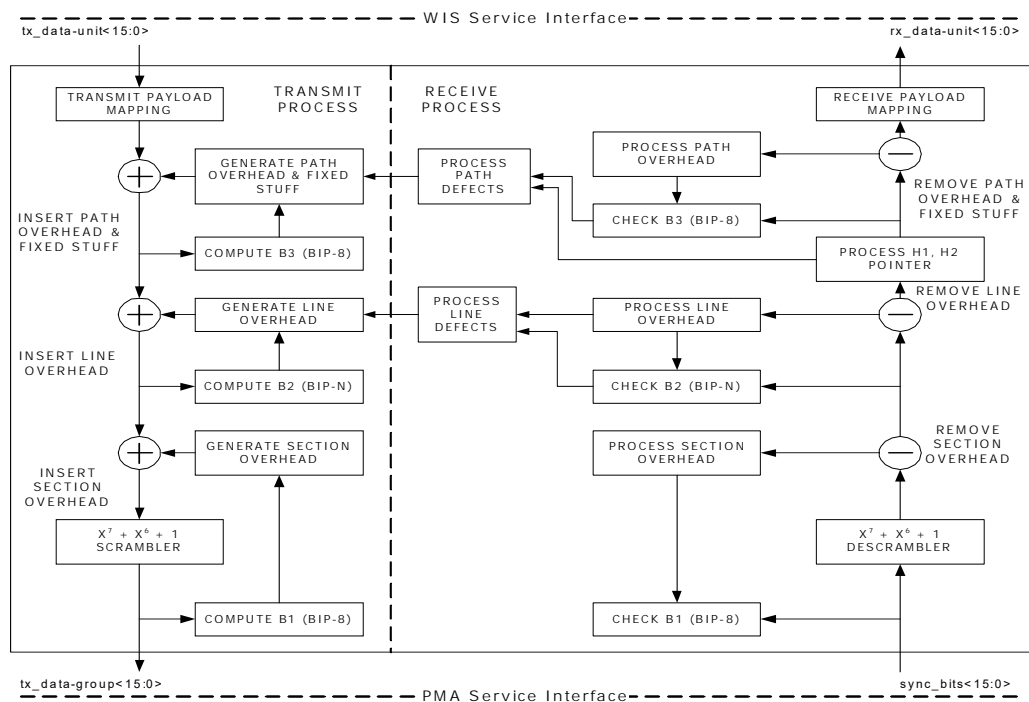 WIS Service Interface
tx_data-unit<15:0>
rx_data-unit<15:0>
TRANSMIT PAYLOAD
MAPPING
TRANSMIT
PROCESS
RECEIVE
PROCESS
RECEIVE PAYLOAD
MAPPING
GENERATE PATH
OVERHEAD & FIXED
STUFF
PROCESS
PATH
DEFECTS
PROCESS PATH
OVERHEAD
REMOVE PATH
OVERHEAD &
FIXED STUFF
INSERT PATH
OVERHEAD &
FIXED STUFF
COMPUTE B3 (BIP-8)
CHECK B3 (BIP-8)
PROCESS H1, H2
POINTER
REMOVE LINE
OVERHEAD
GENERATE LINE
OVERHEAD
PROCESS
LINE
DEFECTS
PROCESS LINE
OVERHEAD
INSERT LINE
OVERHEAD
COMPUTE B2 (BIP-N)
CHECK B2 (BIP-N)
GENERATE SECTION
OVERHEAD
PROCESS SECTION
OVERHEAD
REMOVE
SECTION
OVERHEAD
INSERT
SECTION
OVERHEAD
X⁷ + X⁶ + 1
SCRAMBLER
X⁷ + X⁶ + 1
DESCRAMBLER
COMPUTE B1 (BIP-8)
CHECK B1 (BIP-8)
tx_data-group<15:0>
sync_bits<15:0>
PMA Service Interface